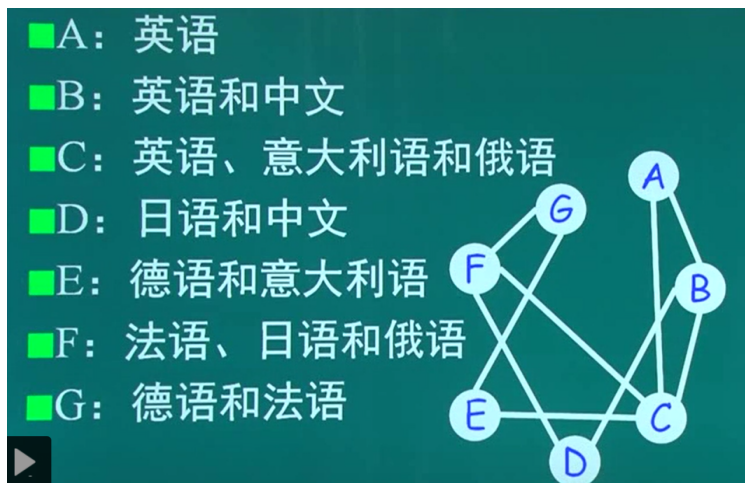 A：英语
B：英语和中文
C：英语、意大利语和俄语
D：日语和中文
E：德语和意大利语
F：法语、日语和俄语
G：德语和法语
A
G
F
B
E
C
D